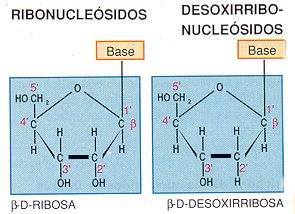 RIBONUCLEÓSIDOS
Base
5'
HOCH₂
O
1'
4'
C
C
β
H
H
H
H
C
C
3'
2'
OH
OH
β-D-RIBOSA
DESOXIRRIBO-
NUCLEÓSIDOS
Base
5'
HOCH₂
O
1'
4'
C
C
β
H
H
H
H
C
C
3'
2'
OH
H
β-D-DESOXIRRIBOSA